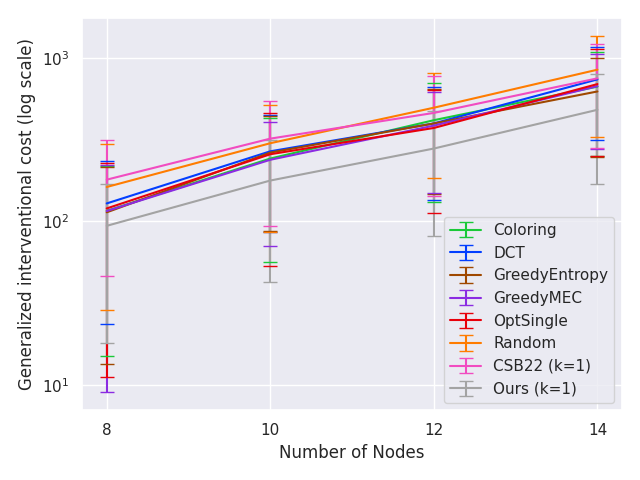 Generalized interventional cost (log scale)
10³
10²
10¹
8
10
12
14
Number of Nodes
Coloring
DCT
GreedyEntropy
GreedyMEC
OptSingle
Random
CSB22 (k=1)
Ours (k=1)